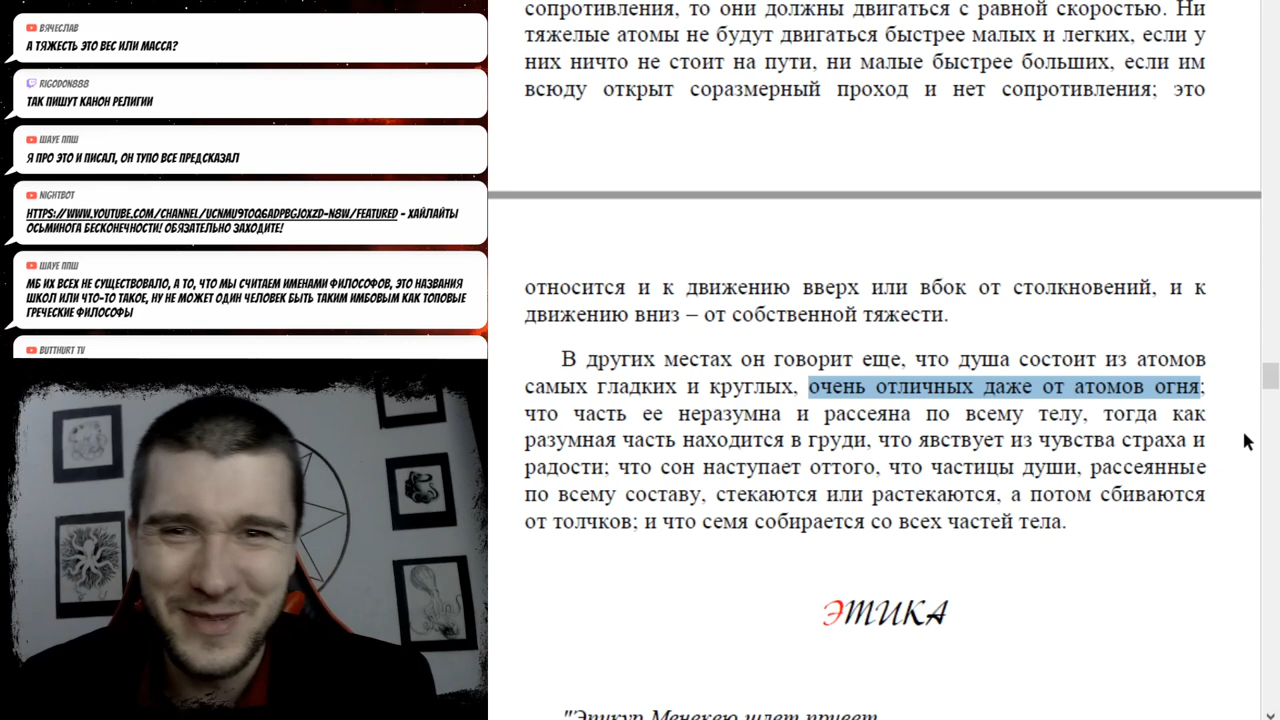 ВЯЧЕСЛАВ
А ТЯЖЕСТЬ ЭТО ВЕС ИЛИ МАССА?
RIGODON888
ТАК ПИШУТ КАНОН РЕЛИГИИ
ШАУЕ ППШ
Я ПРО ЭТО И ПИСАЛ, ОН ТУПО ВСЕ ПРЕДСКАЗАЛ
NIGHTBOT
HTTPS://WWW.YOUTUBE.COM/CHANNEL/UCNMU9TOQ6ADPBGJOXZD-N8W/FEATURED - ХАЙЛАЙТЫ
ОСЬМИНОГА БЕСКОНЕЧНОСТИ! ОБЯЗАТЕЛЬНО ЗАХОДИТЕ!
ШАУЕ ППШ
МБ ИХ ВСЕХ НЕ СУЩЕСТВОВАЛО, А ТО, ЧТО МЫ СЧИТАЕМ ИМЕНАМИ ФИЛОСОФОВ, ЭТО НАЗВАНИЯ
ШКОЛ ИЛИ ЧТО-ТО ТАКОЕ, НУ НЕ МОЖЕТ ОДИН ЧЕЛОВЕК БЫТЬ ТАКИМ ИМБОВЫМ КАК ТОПОВЫЕ
ГРЕЧЕСКИЕ ФИЛОСОФЫ
BUTTHURT TV
сопротивления, то они должны двигаться с равной скоростью. Ни
тяжелые атомы не будут двигаться быстрее малых и легких, если у
них ничто не стоит на пути, ни малые быстрее больших, если им
всюду открыт соразмерный проход и нет сопротивления; это
относится и к движению вверх или вбок от столкновений, и к
движению вниз – от собственной тяжести.
В других местах он говорит еще, что душа состоит из атомов
самых гладких и круглых, очень отличных даже от атомов огня;
что часть ее неразумна и рассеяна по всему телу, тогда как
разумная часть находится в груди, что явствует из чувства страха и
радости; что сон наступает оттого, что частицы души, рассеянные
по всему составу, стекаются или растекаются, а потом сбиваются
от толчков; и что семя собирается со всех частей тела.
ЭТИКА
"Эпикур Менекею шлет привет.